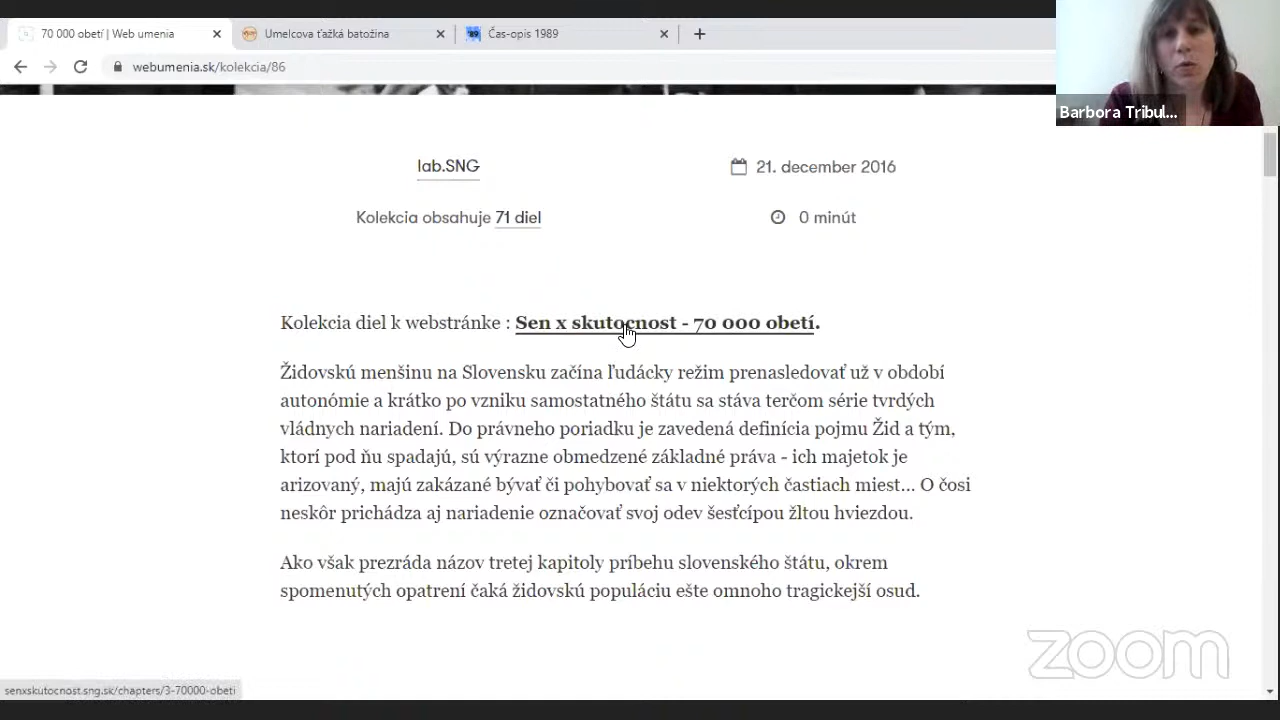 70 000 obetí | Web umenia
Umelcova ťažká batožina
Čas-opis 1989
webumenia.sk/kolekcia/86
Barbora Tribul...
lab.SNG
21. december 2016
Kolekcia obsahuje 71 diel
0 minút
Kolekcia diel k webstránke : Sen x skutocnost - 70 000 obetí.
Židovskú menšinu na Slovensku začína ľudácky režim prenasledovať už v období
autonómie a krátko po vzniku samostatného štátu sa stáva terčom série tvrdých
vládnych nariadení. Do právneho poriadku je zavedená definícia pojmu Žid a tým,
ktorí pod ňu spadajú, sú výrazne obmedzené základné práva - ich majetok je
arizovaný, majú zakázané bývať či pohybovať sa v niektorých častiach miest... O čosi
neskôr prichádza aj nariadenie označovať svoj odev šesťcípou žltou hviezdou.
Ako však prezráda názov tretej kapitoly príbehu slovenského štátu, okrem
spomenutých opatrení čaká židovskú populáciu ešte omnoho tragickejší osud.
zoom
senxskutocnost.sng.sk/chapters/3-70000-obeti